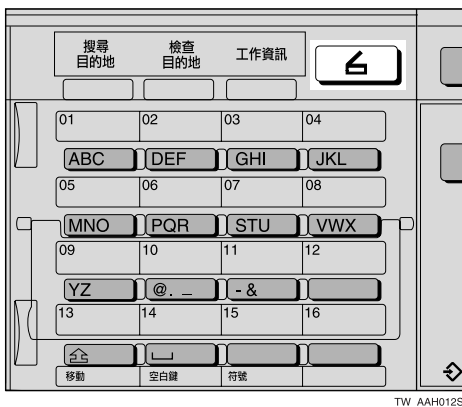 搜尋
目的地
檢查
目的地
工作資訊
01 02 03 04
ABC DEF GHI JKL
05 06 07 08
MNO PQR STU VWX
09 10 11 12
YZ @. _ - &
13 14 15 16
移動 空白鍵 符號
TW AAH012S